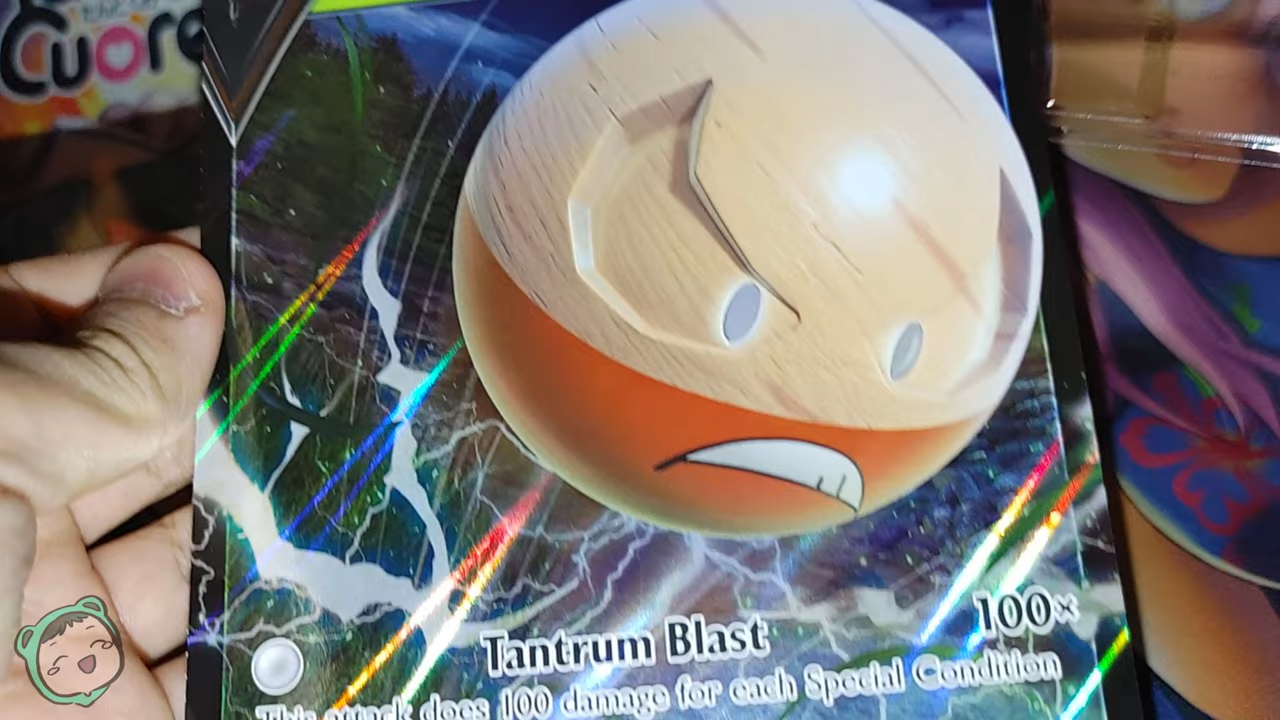 Cuore
Tantrum Blast 100×
This attack does 100 damage for each Special Condition